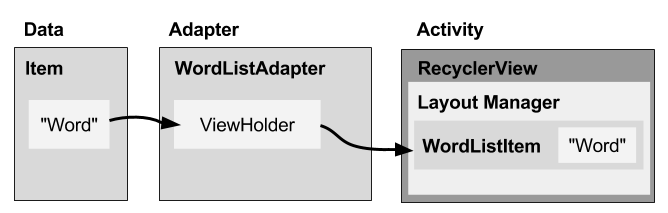 Data
Item
"Word"
Adapter
WordListAdapter
ViewHolder
Activity
RecyclerView
Layout Manager
WordListItem
"Word"